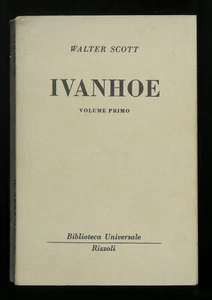 WALTER SCOTT
IVANHOE
VOLUME PRIMO
Biblioteca Universale
Rizzoli